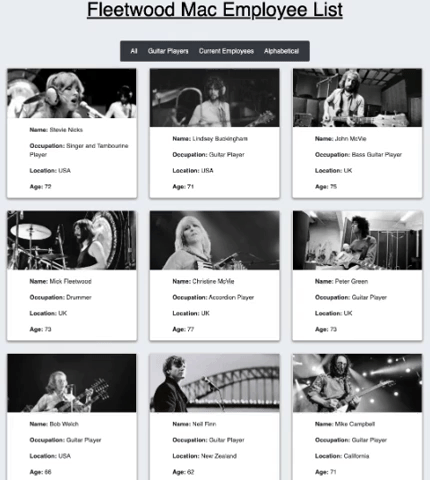 Fleetwood Mac Employee List
All Guitar Players Current Employees Alphabetical
Name: Stevie Nicks
Occupation: Singer and Tambourine
Player
Location: USA
Age: 72
Name: Lindsey Buckingham
Occupation: Guitar Player
Location: USA
Age: 71
Name: John McVie
Occupation: Bass Guitar Player
Location: UK
Age: 75
Name: Mick Fleetwood
Occupation: Drummer
Location: UK
Age: 73
Name: Christine McVie
Occupation: Accordion Player
Location: UK
Age: 77
Name: Peter Green
Occupation: Guitar Player
Location: UK
Age: 73
Name: Bob Welch
Occupation: Guitar Player
Location: USA
Age: 66
Name: Neil Finn
Occupation: Guitar Player
Location: New Zealand
Age: 62
Name: Mike Campbell
Occupation: Guitar Player
Location: California
Age: 71